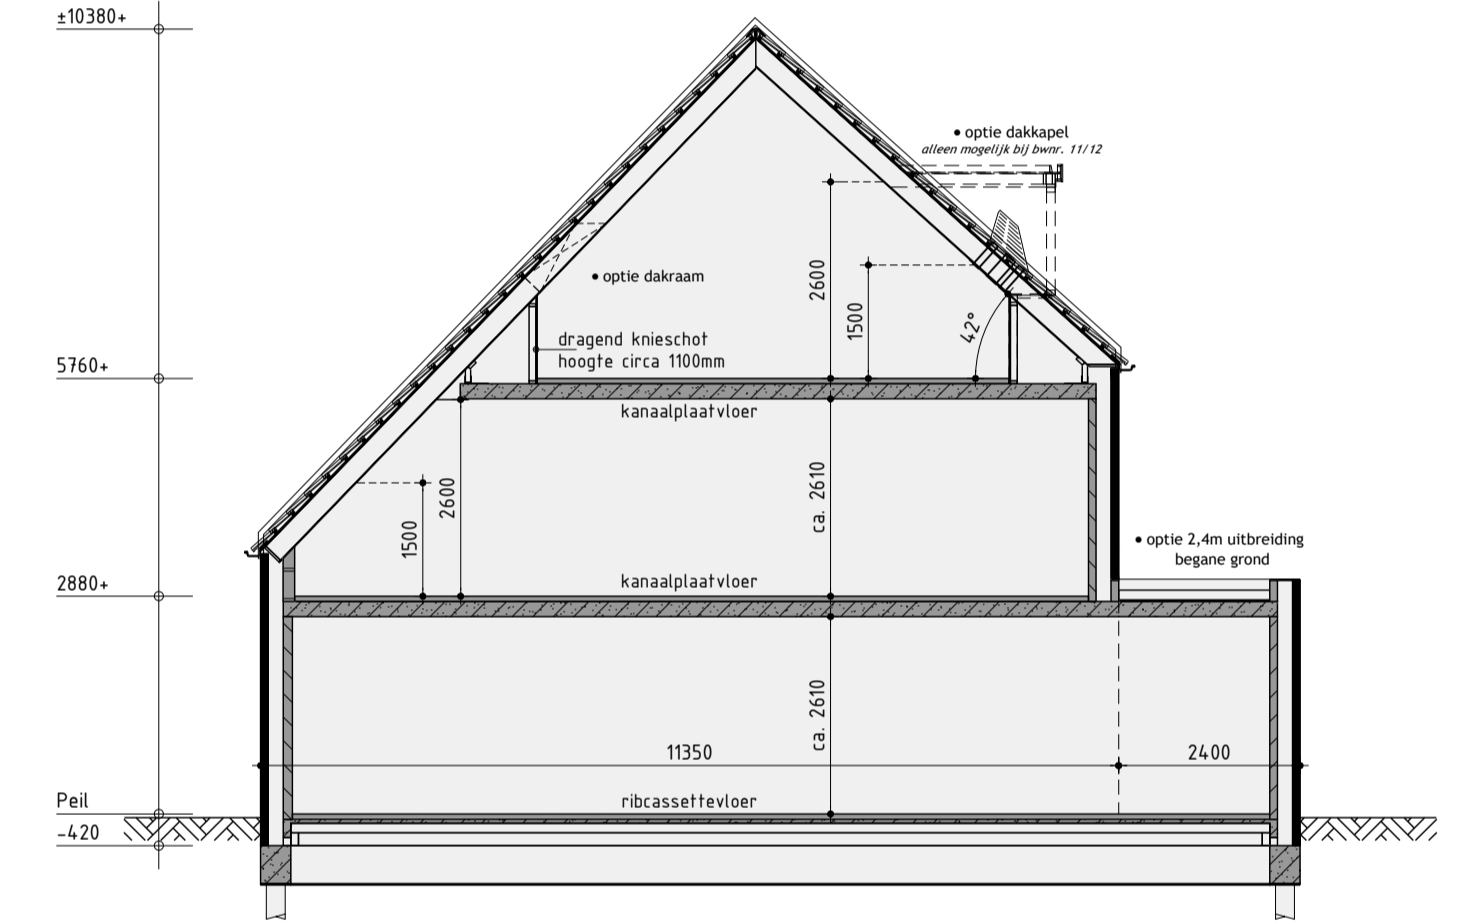 ±10380+
• optie dakkapel
alleen mogelijk bij bwnr. 11/12
2600
1500
42°
• optie dakraam
dragend knieschot
hoogte circa 1100mm
5760+
kanaalplaatvloer
ca. 2610
2600
1500
• optie 2,4m uitbreiding
begane grond
2880+
kanaalplaatvloer
ca. 2610
11350
2400
Peil
ribcassettevloer
-420